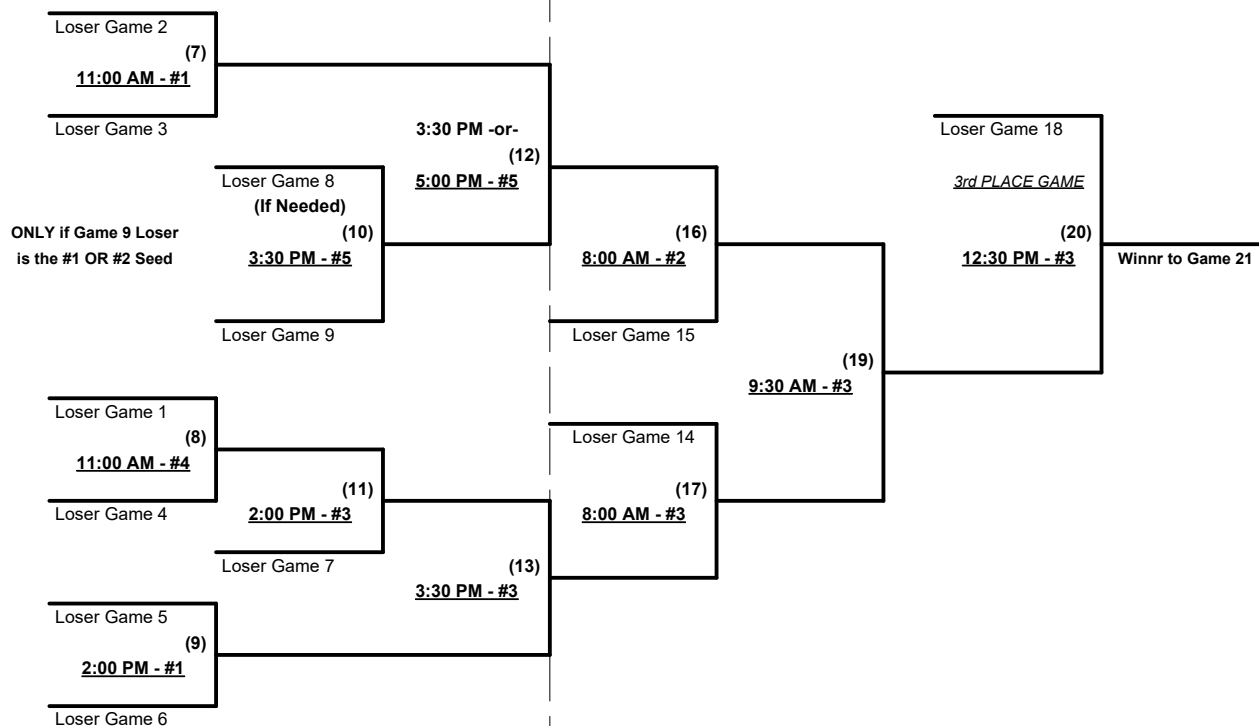 Loser Game 2
(7)
11:00 AM - #1
Loser Game 3
3:30 PM -or-
(12)
5:00 PM - #5
Loser Game 18
3rd PLACE GAME
(20)
12:30 PM - #3
Winnr to Game 21
Loser Game 8
(If Needed)
(10)
3:30 PM - #5
ONLY if Game 9 Loser
is the #1 OR #2 Seed
Loser Game 9
(16)
8:00 AM - #2
Loser Game 15
(19)
9:30 AM - #3
Loser Game 1
(8)
11:00 AM - #4
Loser Game 4
(11)
2:00 PM - #3
Loser Game 7
Loser Game 14
(17)
8:00 AM - #3
(13)
3:30 PM - #3
Loser Game 5
(9)
2:00 PM - #1
Loser Game 6